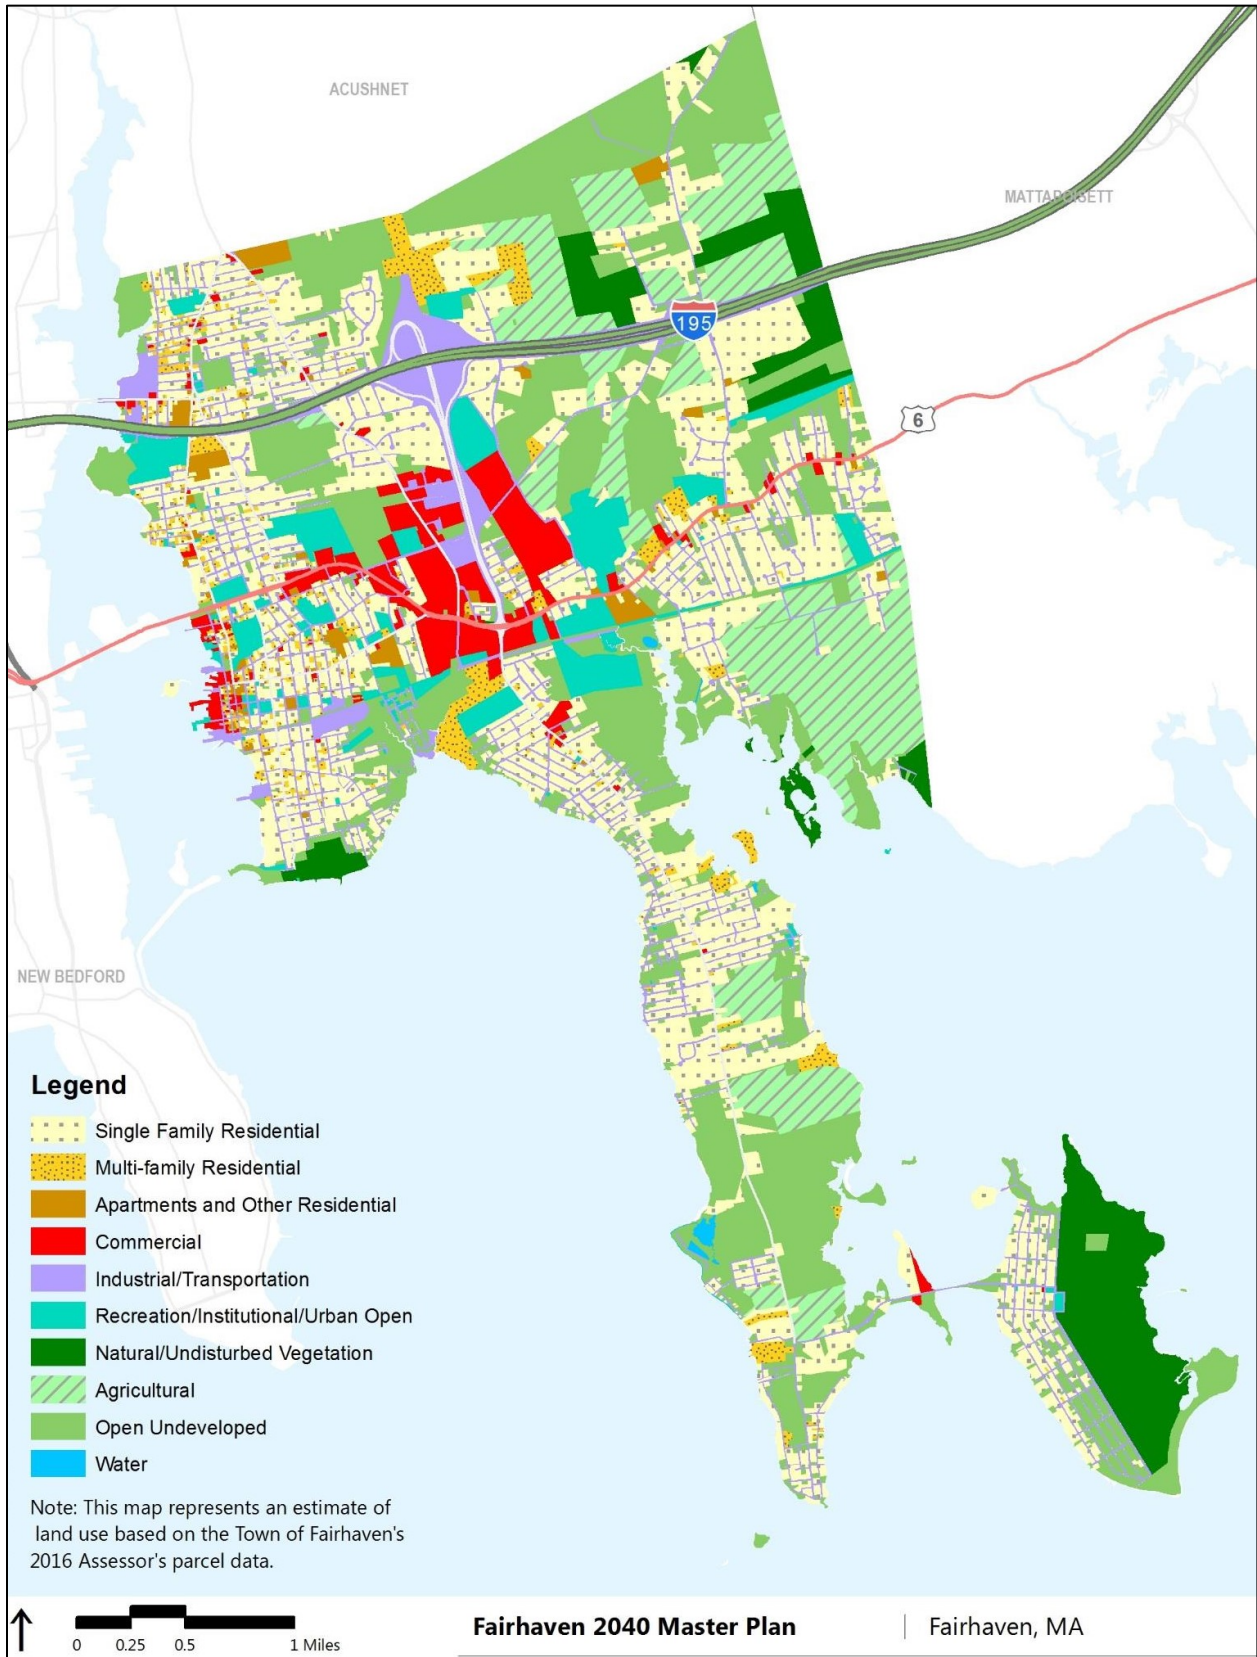 ACUSHNET
MATTAPOISETT
195
6
NEW BEDFORD
Legend
Single Family Residential
Multi-family Residential
Apartments and Other Residential
Commercial
Industrial/Transportation
Recreation/Institutional/Urban Open
Natural/Undisturbed Vegetation
Agricultural
Open Undeveloped
Water
Note: This map represents an estimate of
land use based on the Town of Fairhaven's
2016 Assessor's parcel data.
0 0.25 0.5 1 Miles
Fairhaven 2040 Master Plan | Fairhaven, MA